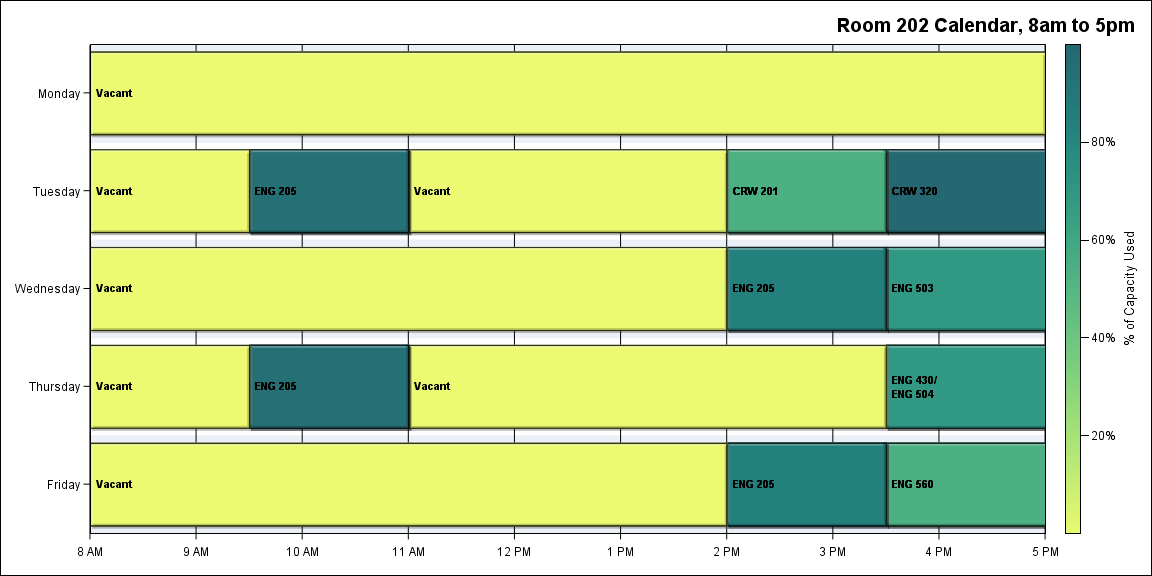 Room 202 Calendar, 8am to 5pm
Monday
Vacant
Tuesday
Vacant
ENG 205
Vacant
CRW 201
CRW 320
Wednesday
Vacant
ENG 205
ENG 503
Thursday
Vacant
ENG 205
Vacant
ENG 430/
ENG 504
Friday
Vacant
ENG 205
ENG 560
8 AM
9 AM
10 AM
11 AM
12 PM
1 PM
2 PM
3 PM
4 PM
5 PM
80%
60%
40%
20%
% of Capacity Used